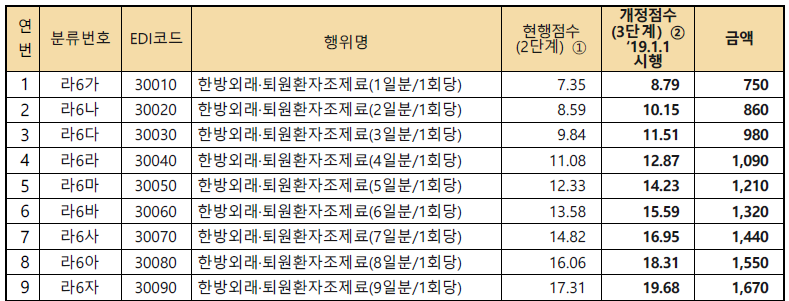 연번 분류번호 EDI코드 행위명 현행점수 (2단계) ① 개정점수 (3단계) ② ’19.1.1 시행 금액
1 라6가 30010 한방외래·퇴원환자조제료(1일분/1회당) 7.35 8.79 750
2 라6나 30020 한방외래·퇴원환자조제료(2일분/1회당) 8.59 10.15 860
3 라6다 30030 한방외래·퇴원환자조제료(3일분/1회당) 9.84 11.51 980
4 라6라 30040 한방외래·퇴원환자조제료(4일분/1회당) 11.08 12.87 1,090
5 라6마 30050 한방외래·퇴원환자조제료(5일분/1회당) 12.33 14.23 1,210
6 라6바 30060 한방외래·퇴원환자조제료(6일분/1회당) 13.58 15.59 1,320
7 라6사 30070 한방외래·퇴원환자조제료(7일분/1회당) 14.82 16.95 1,440
8 라6아 30080 한방외래·퇴원환자조제료(8일분/1회당) 16.06 18.31 1,550
9 라6자 30090 한방외래·퇴원환자조제료(9일분/1회당) 17.31 19.68 1,670